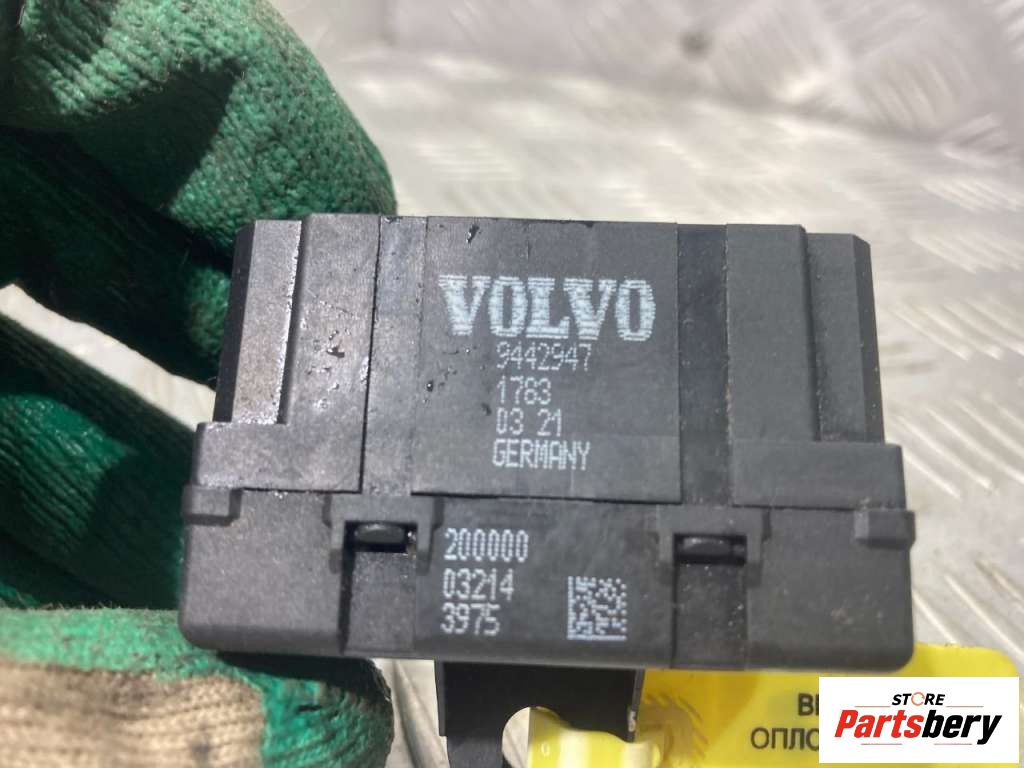 VOLVO
9442947
1783
03 21
GERMANY
200000
03214
3975
STORE
Partsbery